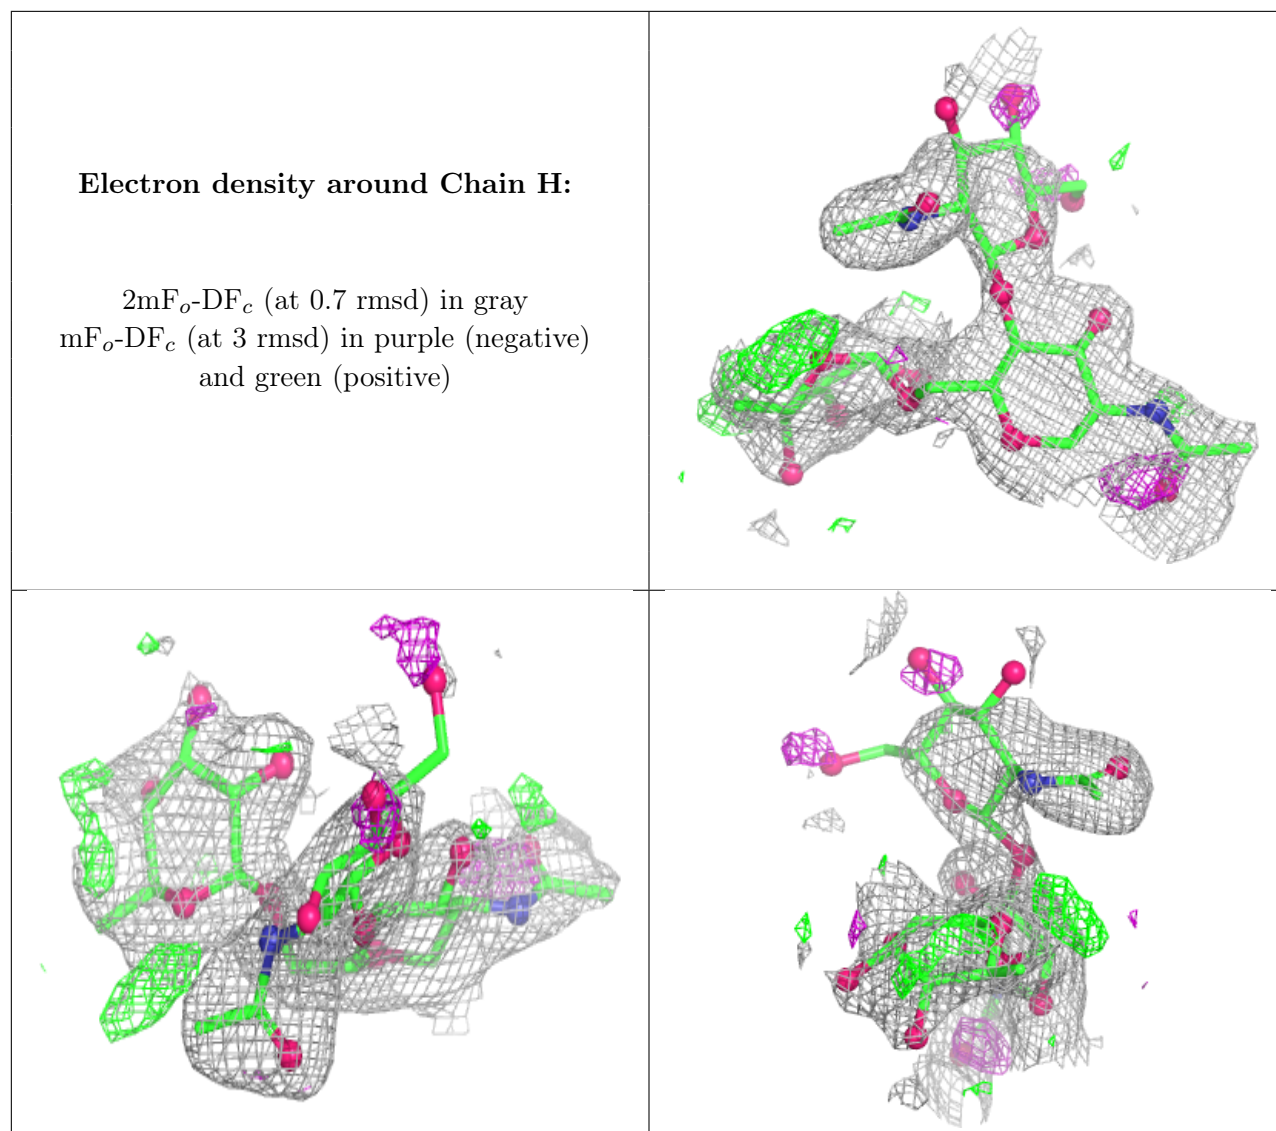 Electron density around Chain H:
2mFₒ-DF𝒸 (at 0.7 rmsd) in gray
mFₒ-DF𝒸 (at 3 rmsd) in purple (negative)
and green (positive)